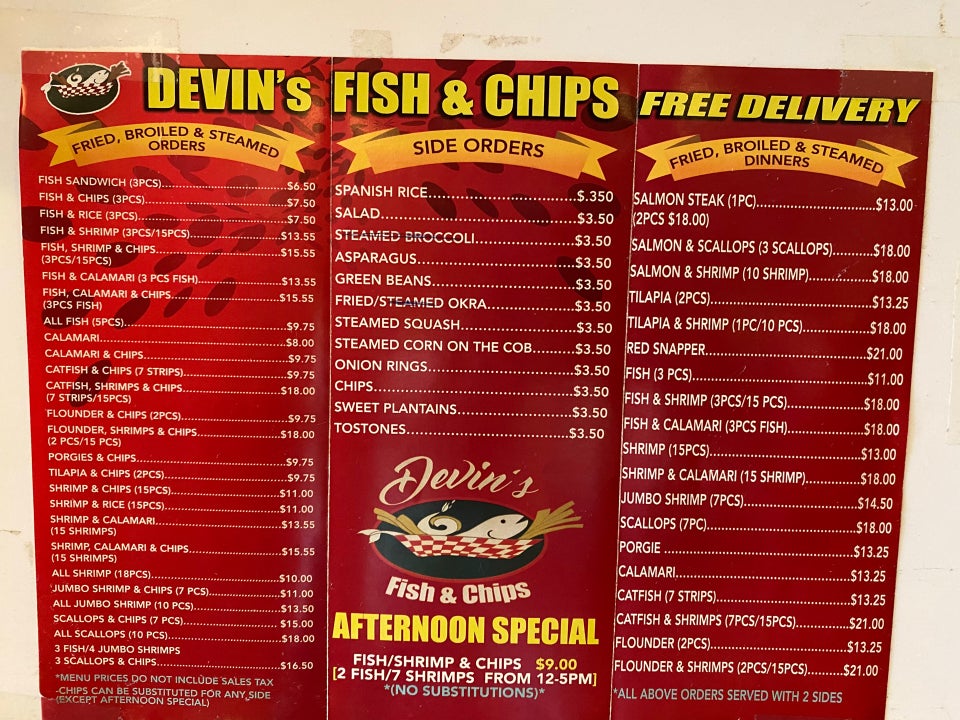 DEVIN's FISH & CHIPS FREE DELIVERY
FRIED, BROILED & STEAMED
ORDERS
FISH SANDWICH (3PCS)..........$6.50
FISH & CHIPS (3PCS)..........$7.50
FISH & RICE (3PCS)..........$7.50
FISH & SHRIMP (3PCS/15PCS)..........$13.55
FISH, SHRIMP & CHIPS..........$15.55
(3PCS/15PCS)
FISH & CALAMARI (3 PCS FISH)..........$13.55
FISH, CALAMARI & CHIPS..........$15.55
(3PCS FISH)
ALL FISH (5PCS)..........$9.75
CALAMARI..........$8.00
CALAMARI & CHIPS..........$9.75
CATFISH & CHIPS (7 STRIPS)..........$9.75
CATFISH, SHRIMPS & CHIPS..........$18.00
(7 STRIPS/15PCS)
FLOUNDER & CHIPS (2PCS)..........$9.75
FLOUNDER, SHRIMPS & CHIPS..........$18.00
(2 PCS/15 PCS)
PORGIES & CHIPS..........$9.75
TILAPIA & CHIPS (2PCS)..........$9.75
SHRIMP & CHIPS (15PCS)..........$11.00
SHRIMP & RICE (15PCS)..........$11.00
SHRIMP & CALAMARI..........$13.55
(15 SHRIMPS)
SHRIMP, CALAMARI & CHIPS..........$15.55
(15 SHRIMPS)
ALL SHRIMP (18PCS)..........$10.00
JUMBO SHRIMP & CHIPS (7 PCS)..........$11.00
ALL JUMBO SHRIMP (10 PCS)..........$13.50
SCALLOPS & CHIPS (7 PCS)..........$15.00
ALL SCALLOPS (10 PCS)..........$18.00
3 FISH/4 JUMBO SHRIMPS
3 SCALLOPS & CHIPS..........$16.50
*MENU PRICES DO NOT INCLUDE SALES TAX
-CHIPS CAN BE SUBSTITUTED FOR ANY SIDE
(EXCEPT AFTERNOON SPECIAL)
SIDE ORDERS
SPANISH RICE..........$.350
SALAD..........$3.50
STEAMED BROCCOLI..........$3.50
ASPARAGUS..........$3.50
GREEN BEANS..........$3.50
FRIED/STEAMED OKRA..........$3.50
STEAMED SQUASH..........$3.50
STEAMED CORN ON THE COB..........$3.50
ONION RINGS..........$3.50
CHIPS..........$3.50
SWEET PLANTAINS..........$3.50
TOSTONES..........$3.50
Devin's
Fish & Chips
AFTERNOON SPECIAL
FISH/SHRIMP & CHIPS $9.00
[2 FISH/7 SHRIMPS FROM 12-5PM]
*(NO SUBSTITUTIONS)*
FRIED, BROILED & STEAMED
DINNERS
SALMON STEAK (1PC)..........$13.00
(2PCS $18.00)
SALMON & SCALLOPS (3 SCALLOPS)..........$18.00
SALMON & SHRIMP (10 SHRIMP)..........$18.00
TILAPIA (2PCS)..........$13.25
TILAPIA & SHRIMP (1PC/10 PCS)..........$18.00
RED SNAPPER..........$21.00
FISH (3 PCS)..........$11.00
FISH & SHRIMP (3PCS/15 PCS)..........$18.00
FISH & CALAMARI (3PCS FISH)..........$18.00
SHRIMP (15PCS)..........$13.00
SHRIMP & CALAMARI (15 SHRIMP)..........$18.00
JUMBO SHRIMP (7PCS)..........$14.50
SCALLOPS (7PC)..........$18.00
PORGIE ..........$13.25
CALAMARI..........$13.25
CATFISH (7 STRIPS)..........$13.25
CATFISH & SHRIMPS (7PCS/15PCS)..........$21.00
FLOUNDER (2PCS)..........$13.25
FLOUNDER & SHRIMPS (2PCS/15PCS)..........$21.00
*ALL ABOVE ORDERS SERVED WITH 2 SIDES